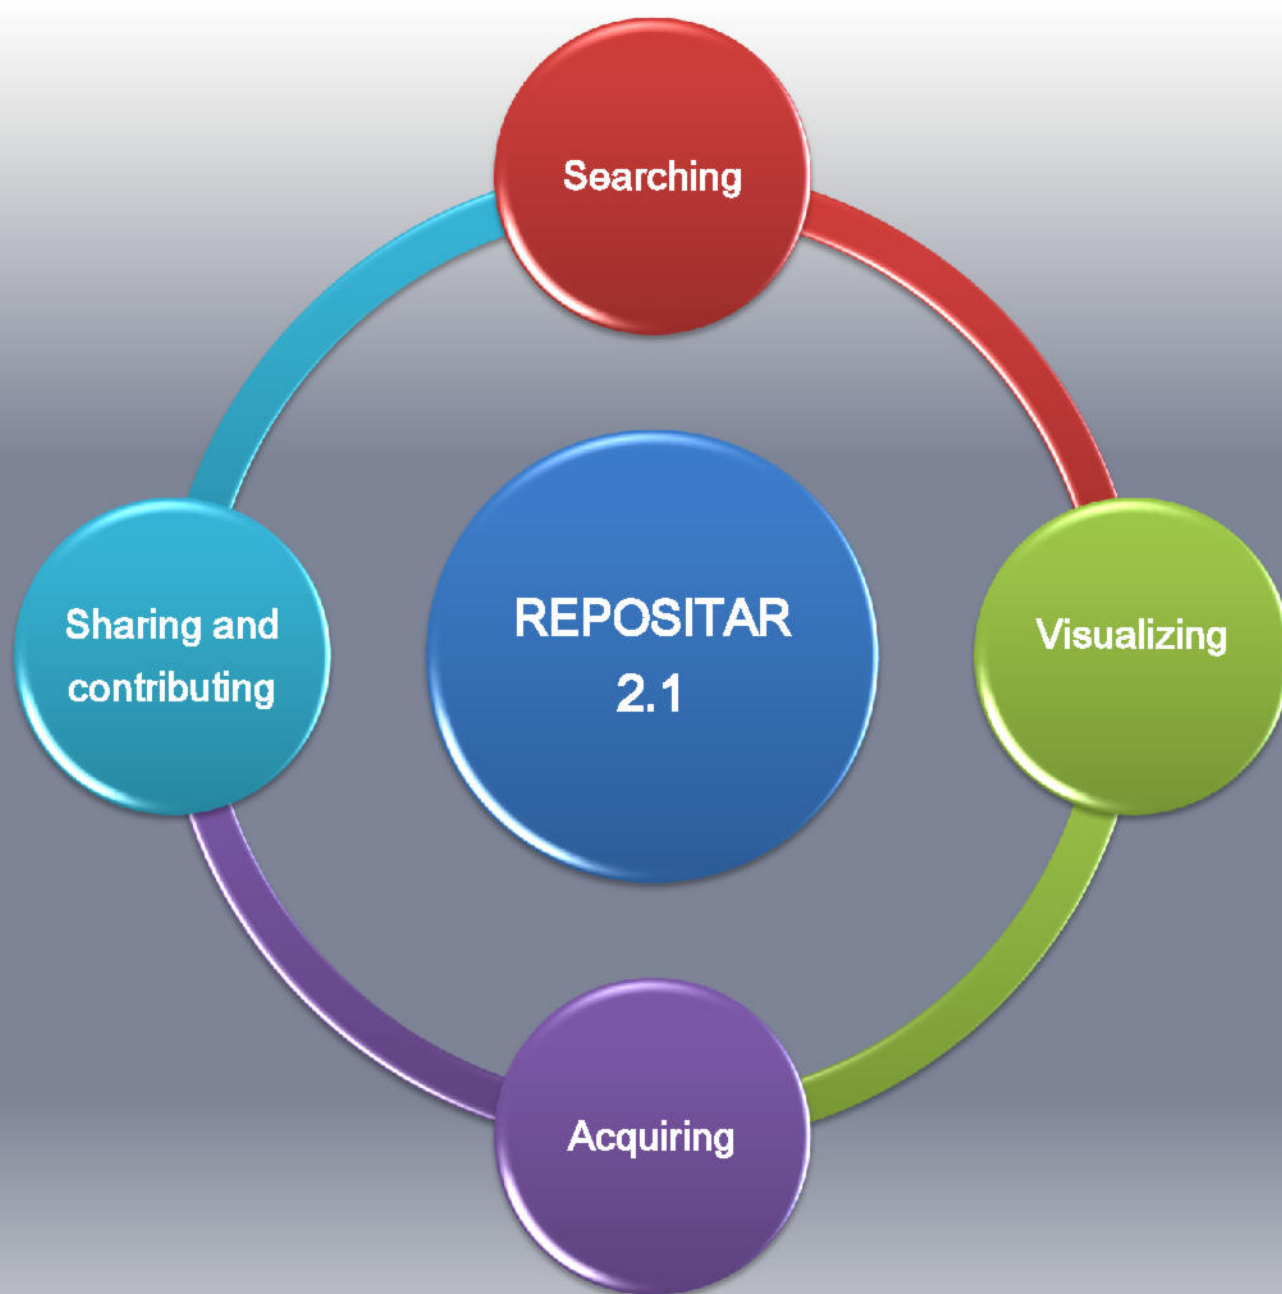 Searching
Sharing and
contributing
REPOSITAR
2.1
Visualizing
Acquiring